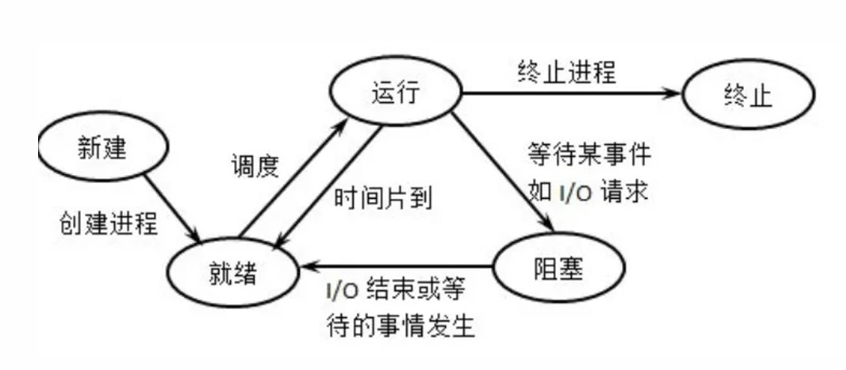 运行
终止进程
终止
新建
调度
时间片到
等待某事件
如 I/O 请求
创建进程
就绪
阻塞
I/O 结束或等
待的事情发生